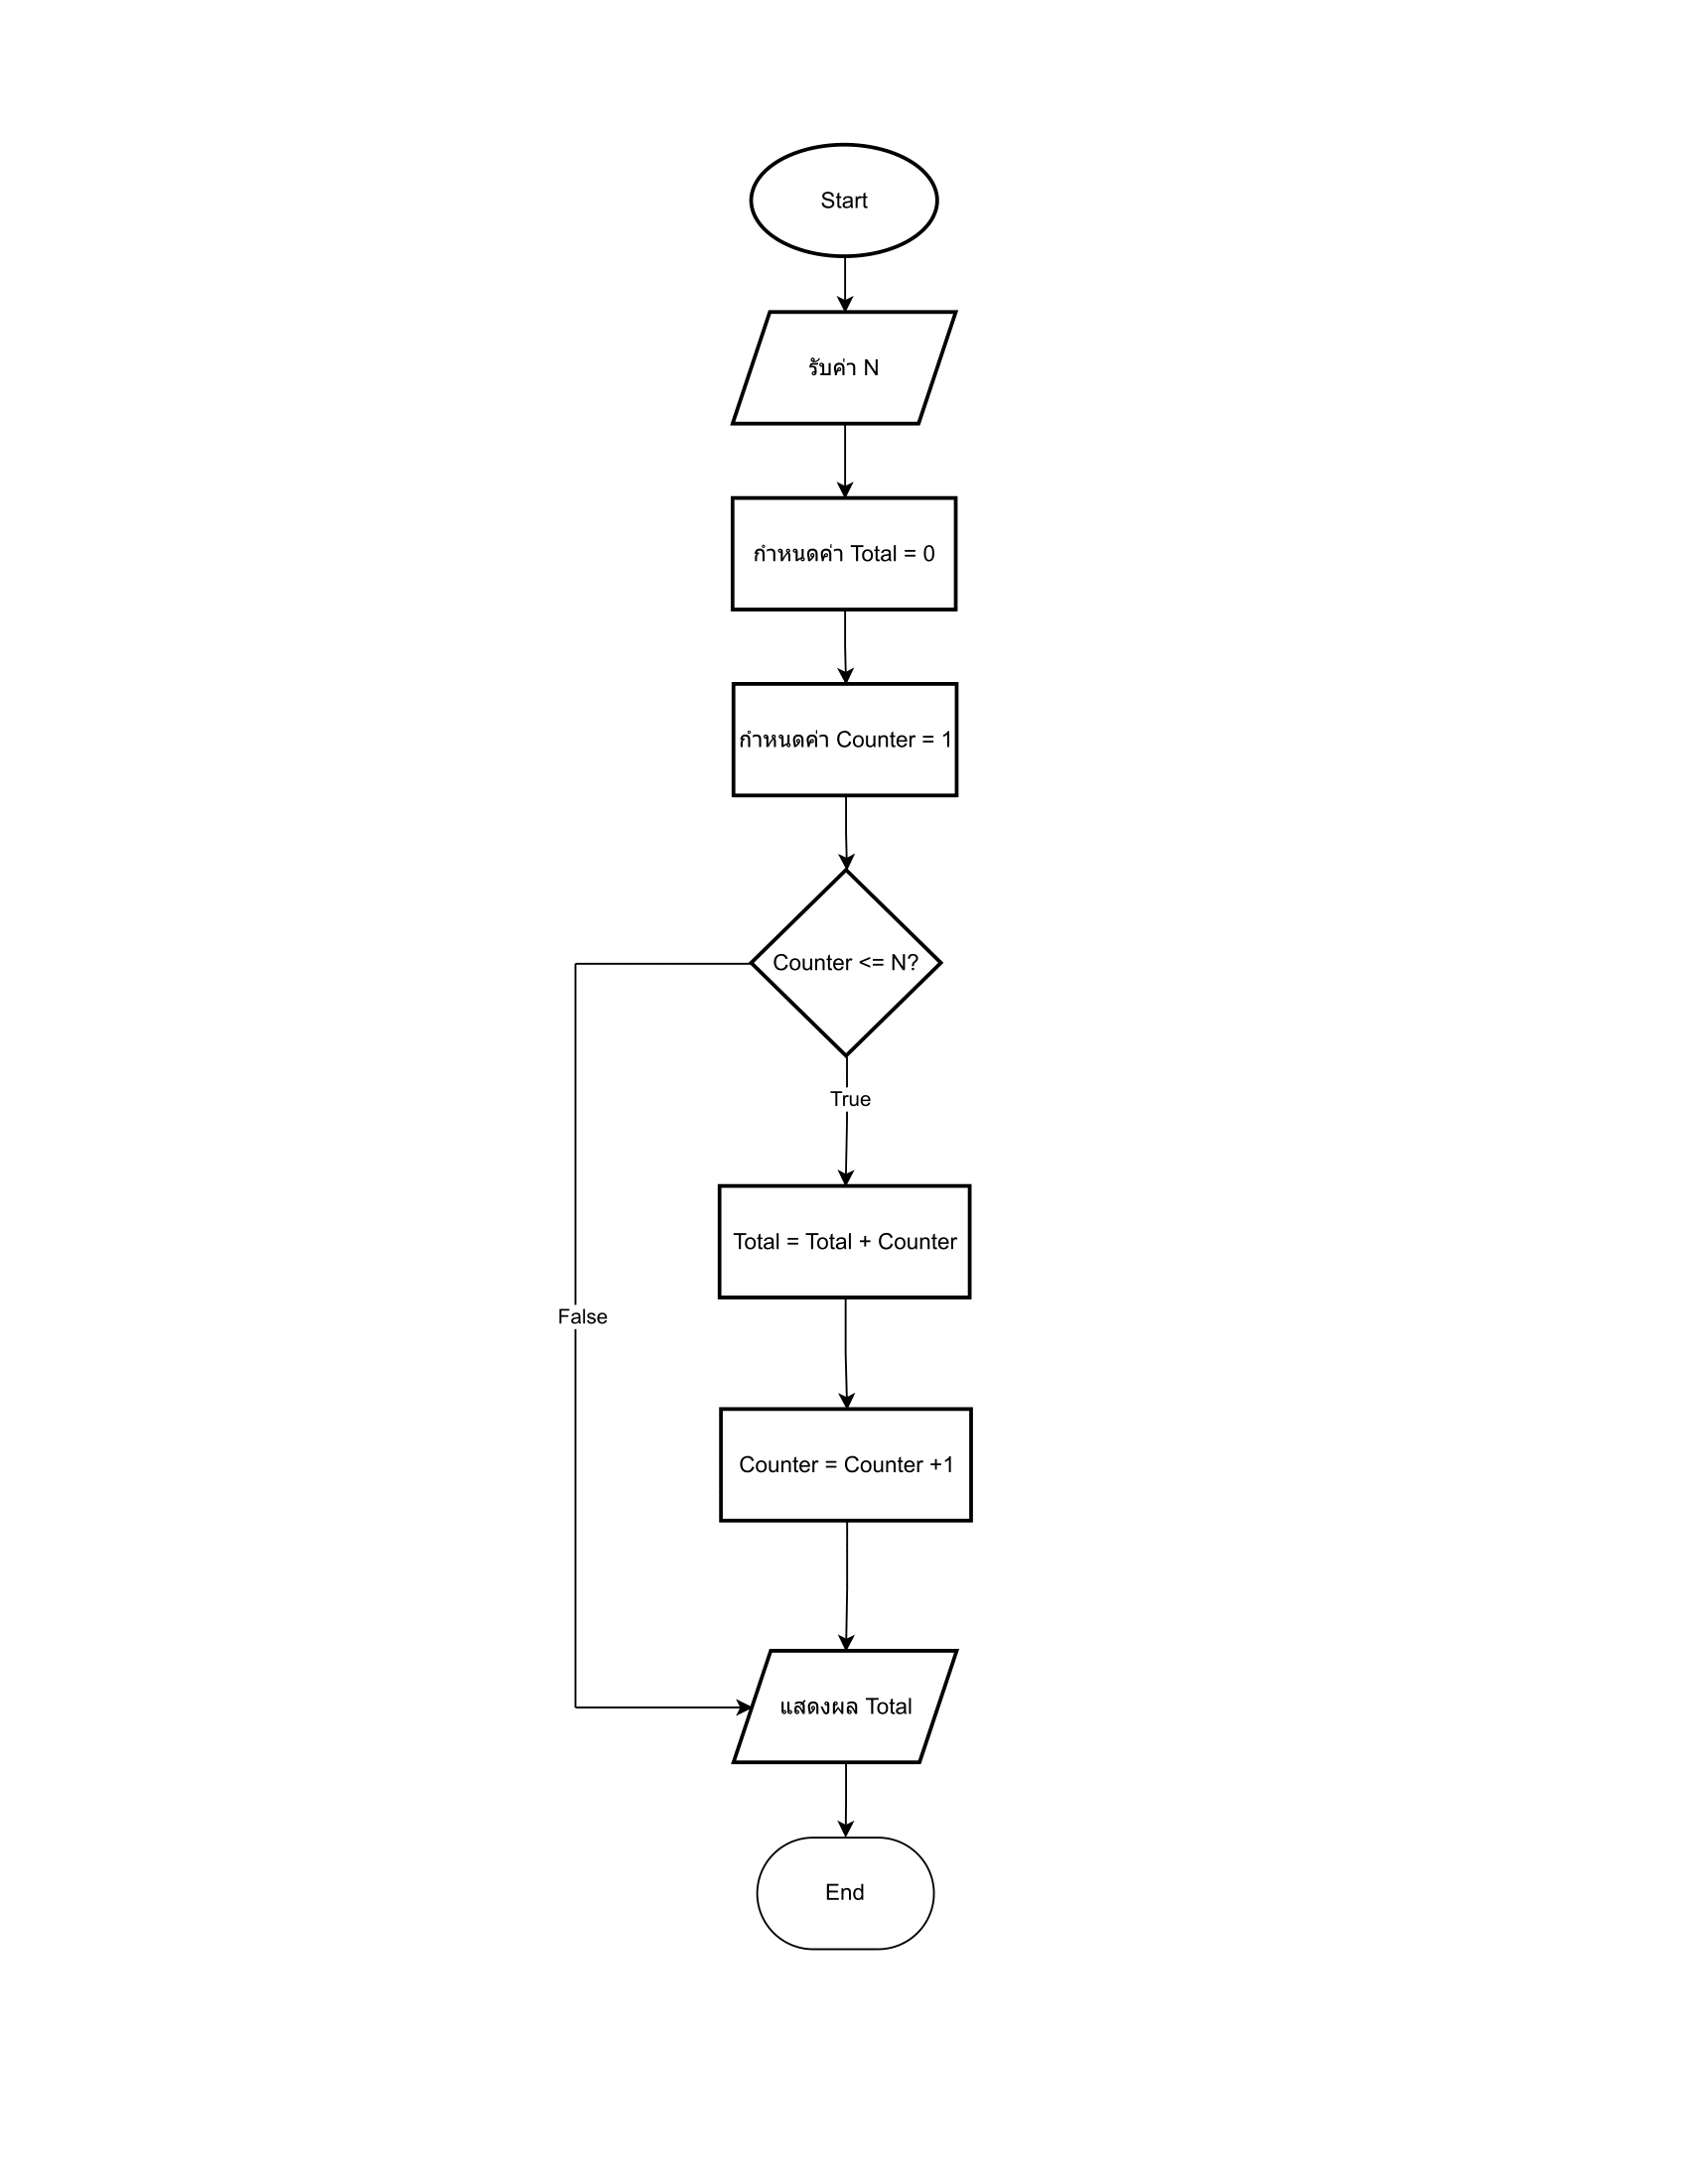 Start
รับค่า N
กำหนดค่า Total = 0
กำหนดค่า Counter = 1
Counter <= N?
True
Total = Total + Counter
False
Counter = Counter +1
แสดงผล Total
End